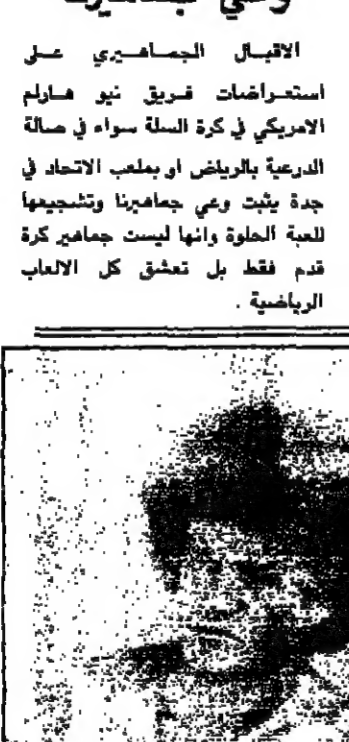 وعي جماهيرنا
الاقبال الجماهيري على
استعراضات فريق نيو هارلم
الامريكي في كرة السلة سواء في صالة
الدرعية بالرياض او بملعب الاتحاد في
جدة يثبت وعي جماهيرنا وتشجيعها
للعبة الحلوة وانها ليست جماهير كرة
قدم فقط بل تعشق كل الالعاب
الرياضية .